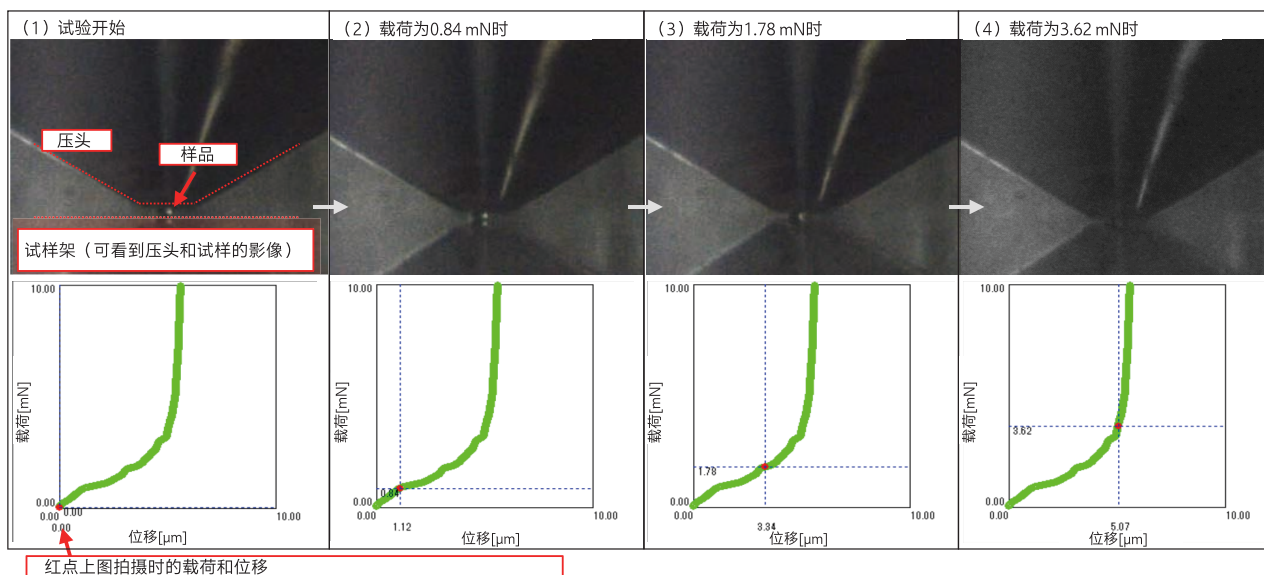 （1）试验开始
（2）载荷为0.84 mN时
（3）载荷为1.78 mN时
（4）载荷为3.62 mN时
压头
样品
试样架（可看到压头和试样的影像）
10.00
载荷[mN]
0.00
0.00
0.00
0.00
10.00
位移[μm]
10.00
载荷[mN]
0.84
0.00
0.00
10.00
1.12
位移[μm]
10.00
载荷[mN]
1.78
0.00
0.00
10.00
3.34
位移[μm]
10.00
载荷[mN]
3.62
0.00
0.00
10.00
5.07
位移[μm]
红点上图拍摄时的载荷和位移